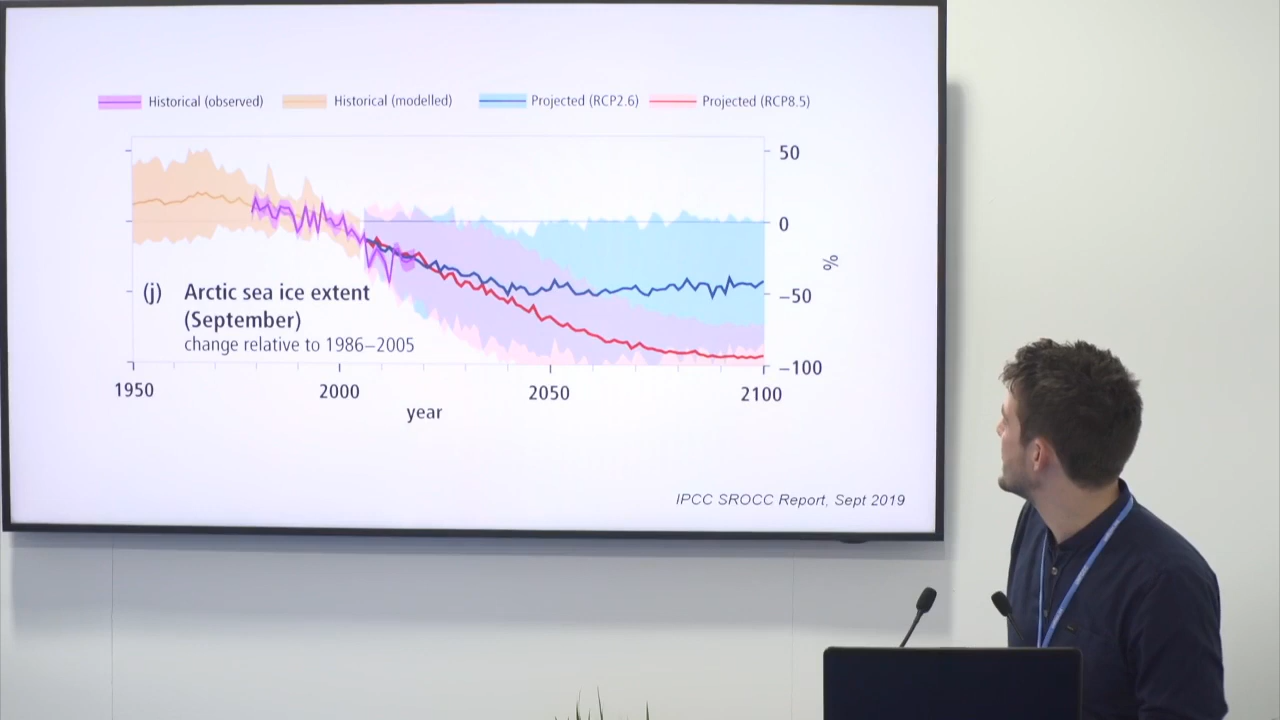 Historical (observed) Historical (modelled) Projected (RCP2.6) Projected (RCP8.5)
50
0
%
−50
−100
(j) Arctic sea ice extent
(September)
change relative to 1986–2005
1950 2000 2050 2100
year
IPCC SROCC Report, Sept 2019